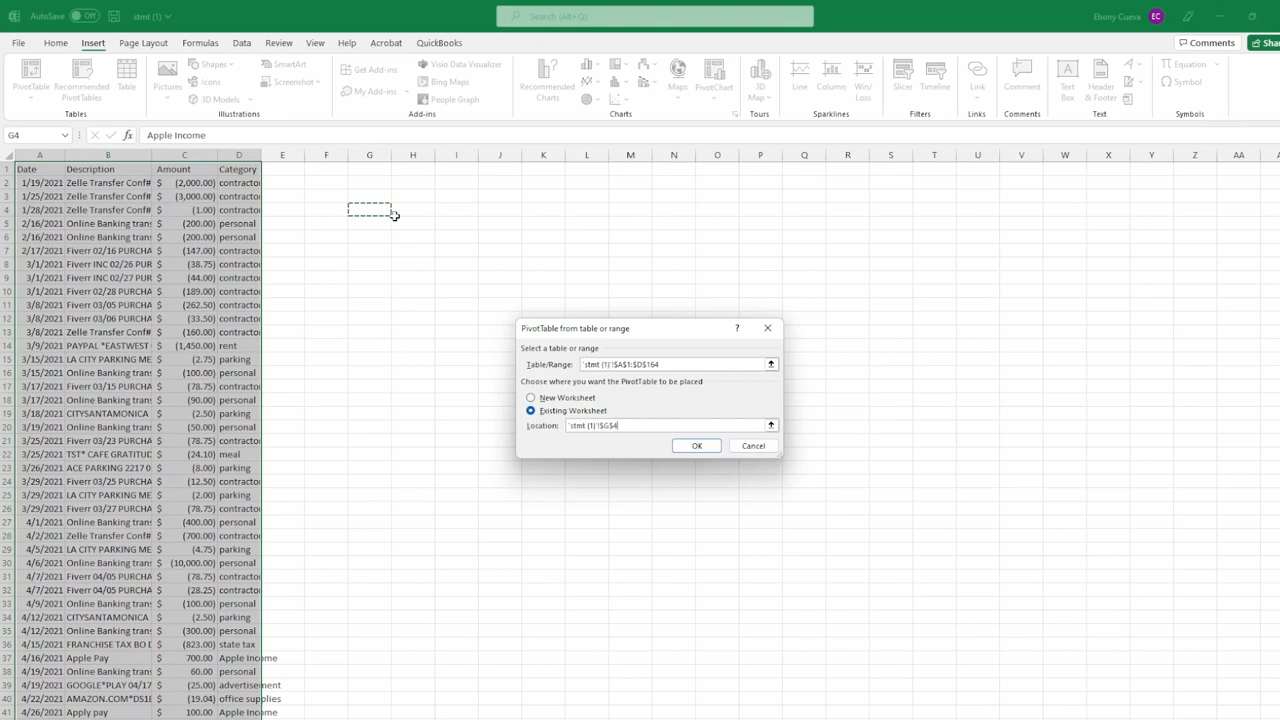 AutoSave Off stmt (1) Search (Alt+Q) Ebony Cueva EC
File Home Insert Page Layout Formulas Data Review View Help Acrobat QuickBooks Comments Shar
PivotTable Recommended PivotTables Table Pictures Shapes Icons 3D Models SmartArt Screenshot Get Add-ins My Add-ins Visio Data Visualizer Bing Maps People Graph Recommended Charts Maps PivotChart 3D Map Line Column Win/Loss Slicer Timeline Link Comment Text Box Header & Footer Equation Symbol
Tables Illustrations Add-ins Charts Tours Sparklines Filters Links Comments Text Symbols
G4 fx Apple Income
A B C D E F G H I J K L M N O P Q R S T U V W X Y Z AA
1 Date Description Amount Category
2 1/19/2021 Zelle Transfer Conf# $ (2,000.00) contractor
3 1/25/2021 Zelle Transfer Conf# $ (3,000.00) contractor
4 1/28/2021 Zelle Transfer Conf# $ (1.00) contractor
5 2/16/2021 Online Banking trans $ (200.00) personal
6 2/16/2021 Online Banking trans $ (200.00) personal
7 2/17/2021 Fiverr 02/16 PURCHA $ (147.00) contractor
8 3/1/2021 Fiverr INC 02/26 PUR $ (38.75) contractor
9 3/1/2021 Fiverr INC 02/27 PUR $ (44.00) contractor
10 3/1/2021 Fiverr 02/28 PURCHA $ (189.00) contractor
11 3/8/2021 Fiverr 03/05 PURCHA $ (262.50) contractor
12 3/8/2021 Fiverr 03/06 PURCHA $ (33.50) contractor
13 3/8/2021 Zelle Transfer Conf# $ (160.00) contractor
14 3/9/2021 PAYPAL *EASTWEST $ (1,450.00) rent
15 3/15/2021 LA CITY PARKING ME $ (2.75) parking
16 3/15/2021 Online Banking trans $ (100.00) personal
17 3/17/2021 Fiverr 03/16 PURCHA $ (78.75) contractor
18 3/17/2021 Online Banking trans $ (90.00) personal
19 3/18/2021 CITYSANTAMONICA $ (2.50) parking
20 3/22/2021 Online Banking trans $ (50.00) personal
21 3/25/2021 Fiverr 03/23 PURCHA $ (78.75) contractor
22 3/25/2021 TST* CAFE GRATITUD $ (24.10) meal
23 3/26/2021 ACE PARKING 2217 0 $ (8.00) parking
24 3/29/2021 Fiverr 03/25 PURCHA $ (12.50) contractor
25 3/29/2021 LA CITY PARKING ME $ (2.00) parking
26 3/29/2021 Fiverr 03/27 PURCHA $ (78.75) contractor
27 4/1/2021 Online Banking trans $ (400.00) personal
28 4/2/2021 Zelle Transfer Conf# $ (700.00) contractor
29 4/5/2021 LA CITY PARKING ME $ (4.75) parking
30 4/6/2021 Online Banking trans $ (10,000.00) personal
31 4/7/2021 Fiverr 04/05 PURCHA $ (78.75) contractor
32 4/7/2021 Fiverr 04/05 PURCHA $ (28.25) contractor
33 4/9/2021 Online Banking trans $ (100.00) personal
34 4/12/2021 CITYSANTAMONICA $ (2.50) parking
35 4/12/2021 Online Banking trans $ (300.00) personal
36 4/15/2021 FRANCHISE TAX BO D $ (823.00) state tax
37 4/16/2021 Apple Pay $ 700.00 Apple Income
38 4/19/2021 Online Banking trans $ 60.00 personal
39 4/19/2021 GOOGLE*PLAY 04/17 $ (25.00) advertisement
40 4/22/2021 AMAZON.COM*DS1E $ (19.04) office supplies
41 4/26/2021 Apply pay $ 100.00 Apple Income
PivotTable from table or range ? ×
Select a table or range
Table/Range: 'stmt (1)'!$A$1:$D$164
Choose where you want the PivotTable to be placed
New Worksheet
Existing Worksheet
Location: 'stmt (1)'!$G$4
OK Cancel